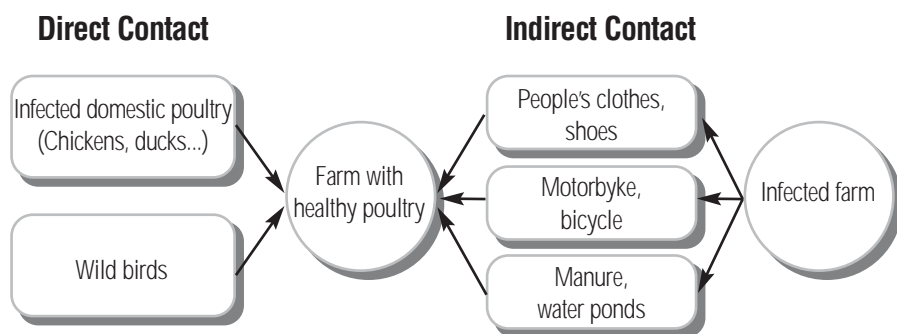 Direct Contact
Indirect Contact
Infected domestic poultry
(Chickens, ducks...)
Wild birds
Farm with
healthy poultry
People's clothes,
shoes
Motorbyke,
bicycle
Manure,
water ponds
Infected farm